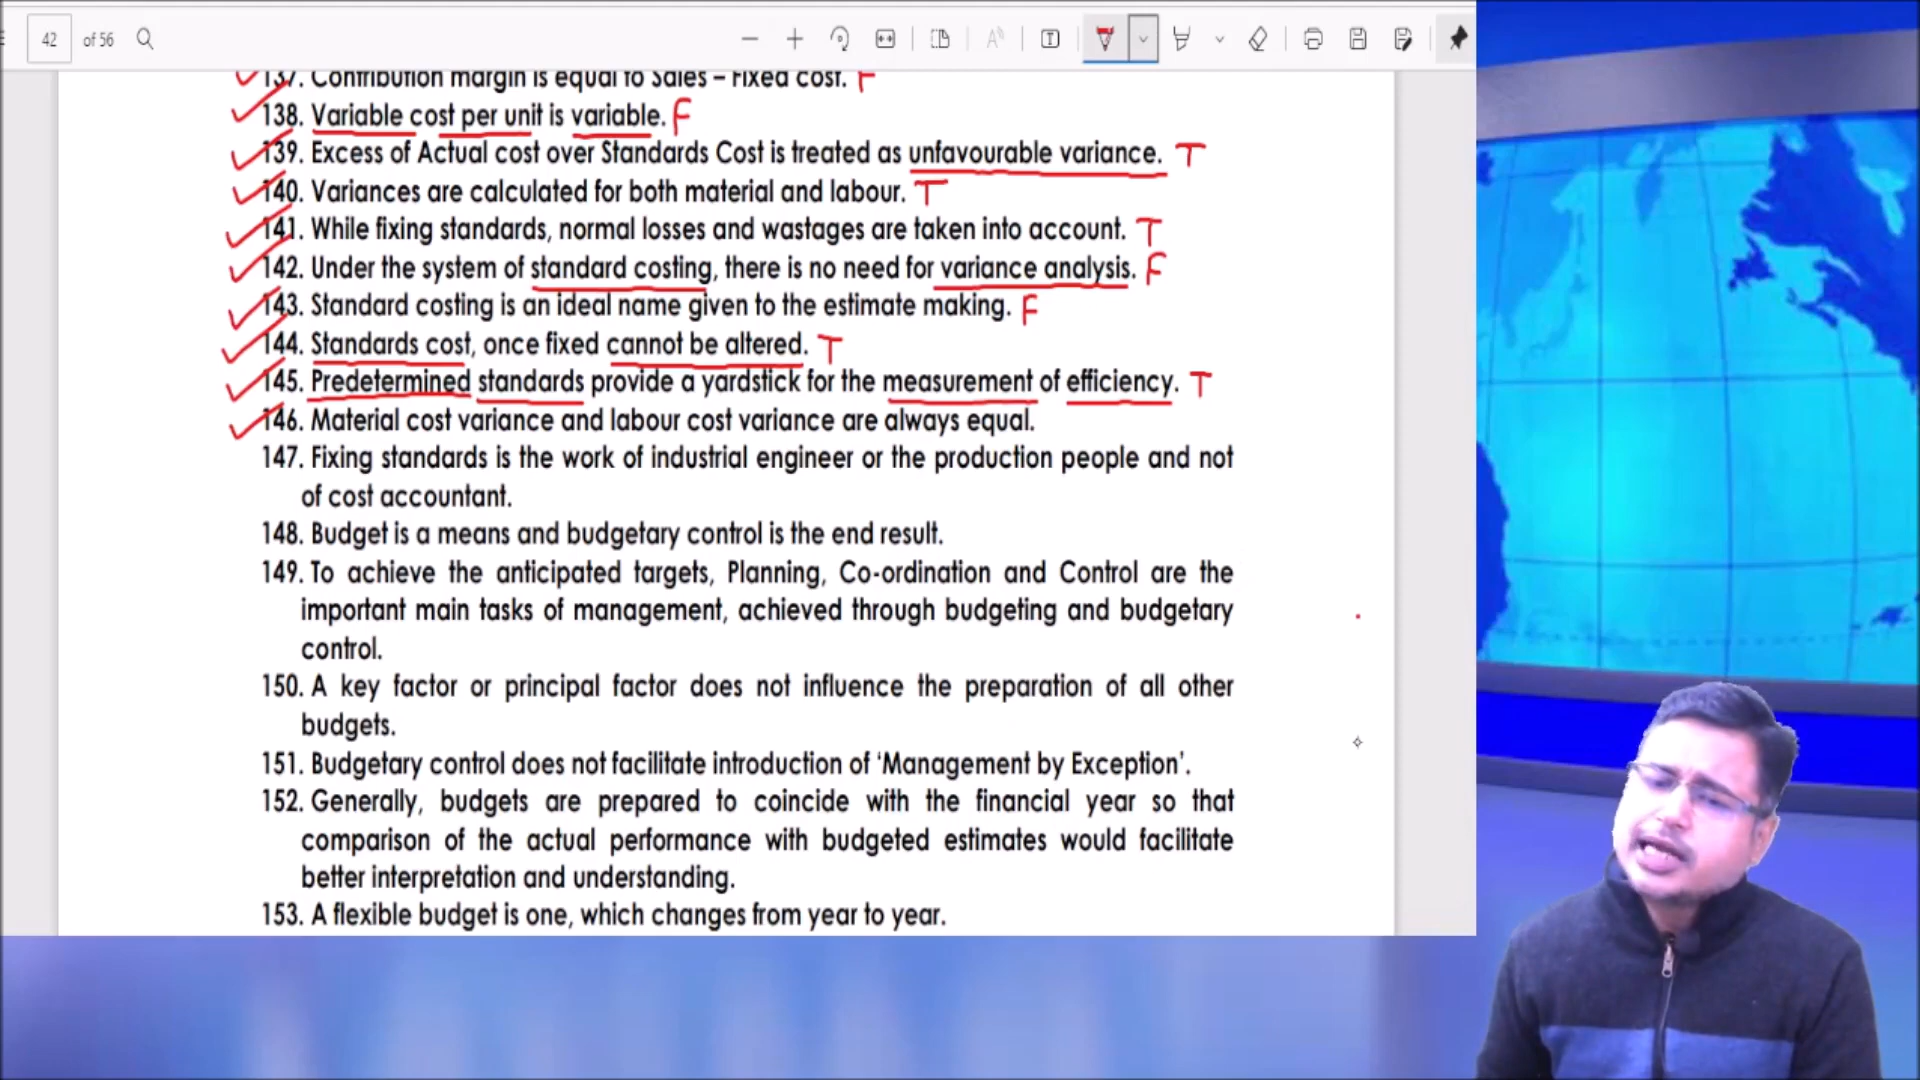 42 of 56
137. Contribution margin is equal to Sales – Fixed cost. F
138. Variable cost per unit is variable. F
139. Excess of Actual cost over Standards Cost is treated as unfavourable variance. T
140. Variances are calculated for both material and labour. T
141. While fixing standards, normal losses and wastages are taken into account. T
142. Under the system of standard costing, there is no need for variance analysis. F
143. Standard costing is an ideal name given to the estimate making. F
144. Standards cost, once fixed cannot be altered. T
145. Predetermined standards provide a yardstick for the measurement of efficiency. T
146. Material cost variance and labour cost variance are always equal.
147. Fixing standards is the work of industrial engineer or the production people and not
of cost accountant.
148. Budget is a means and budgetary control is the end result.
149. To achieve the anticipated targets, Planning, Co-ordination and Control are the
important main tasks of management, achieved through budgeting and budgetary
control.
150. A key factor or principal factor does not influence the preparation of all other
budgets.
151. Budgetary control does not facilitate introduction of ‘Management by Exception’.
152. Generally, budgets are prepared to coincide with the financial year so that
comparison of the actual performance with budgeted estimates would facilitate
better interpretation and understanding.
153. A flexible budget is one, which changes from year to year.